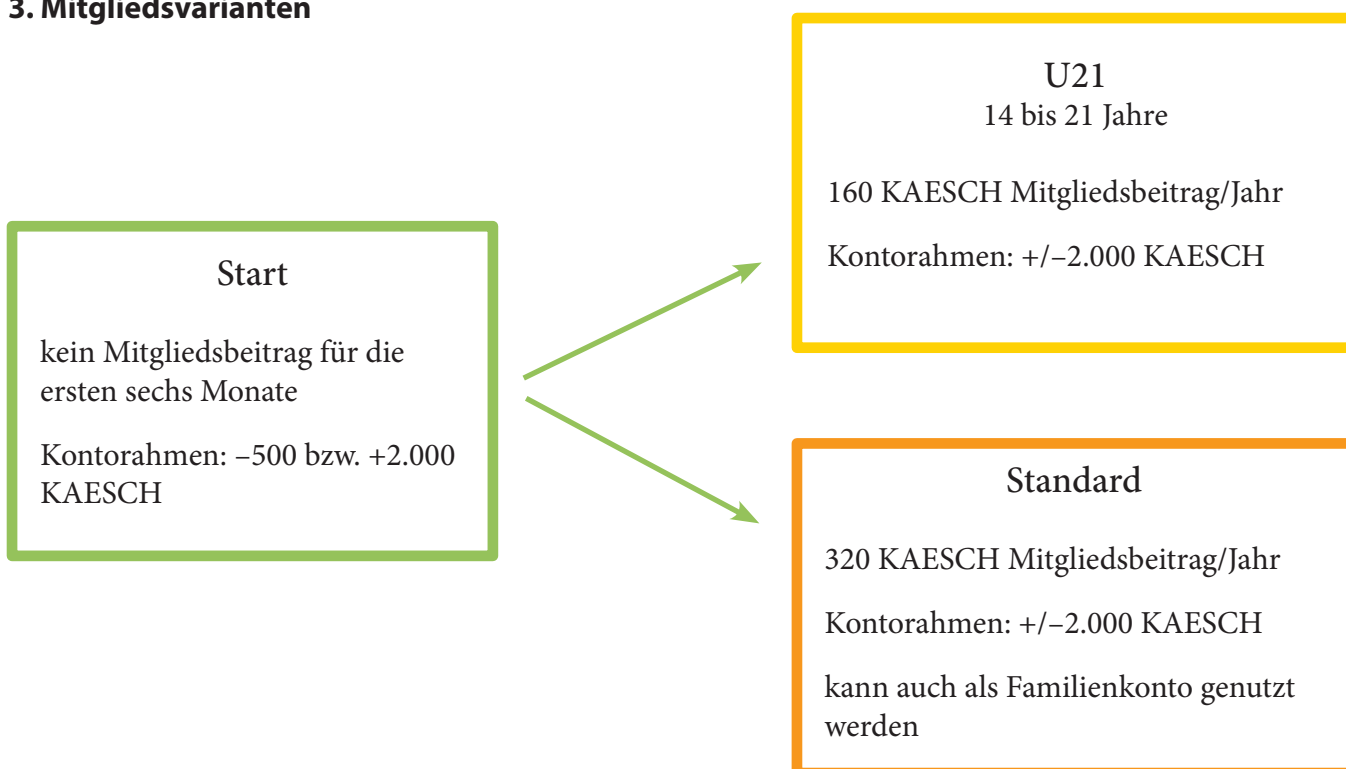 3. Mitgliedsvarianten
Start
kein Mitgliedsbeitrag für die
ersten sechs Monate
Kontorahmen: –500 bzw. +2.000
KAESCH
U21
14 bis 21 Jahre
160 KAESCH Mitgliedsbeitrag/Jahr
Kontorahmen: +/–2.000 KAESCH
Standard
320 KAESCH Mitgliedsbeitrag/Jahr
Kontorahmen: +/–2.000 KAESCH
kann auch als Familienkonto genutzt
werden